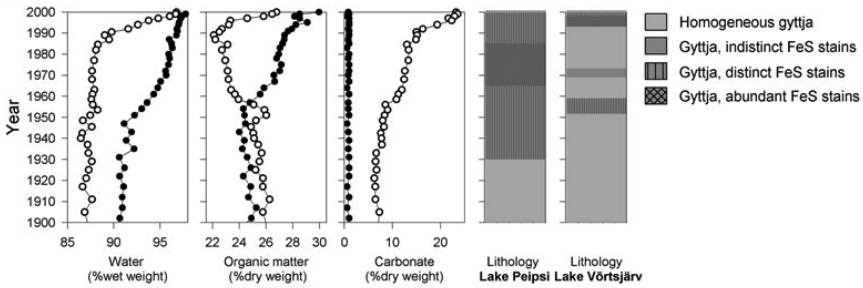 Year
2000
1990
1980
1970
1960
1950
1940
1930
1920
1910
1900
85 90 95
Water
(%wet weight)
22 24 26 28 30
Organic matter
(%dry weight)
0 10 20
Carbonate
(%dry weight)
Lithology
Lake Peipsi
Lithology
Lake Võrtsjärv
Homogeneous gyttja
Gyttja, indistinct FeS stains
Gyttja, distinct FeS stains
Gyttja, abundant FeS stains